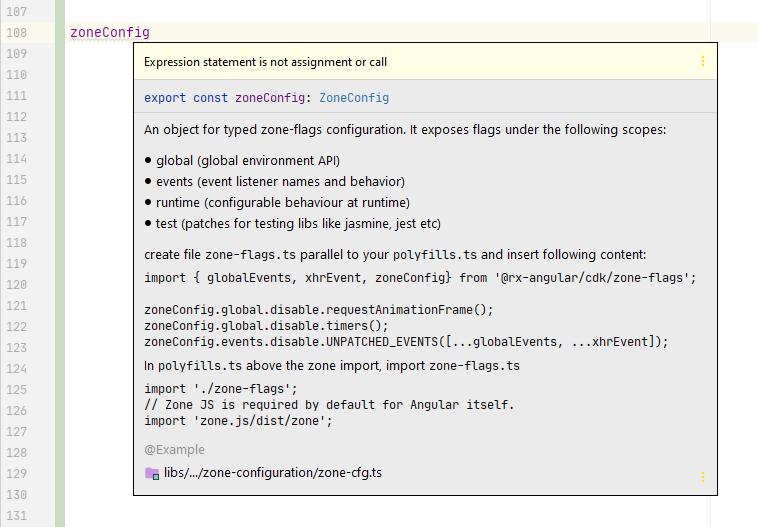 107
108 zoneConfig
109 Expression statement is not assignment or call
110
111 export const zoneConfig: ZoneConfig
112
113 An object for typed zone-flags configuration. It exposes flags under the following scopes:
114 ● global (global environment API)
115 ● events (event listener names and behavior)
116 ● runtime (configurable behaviour at runtime)
117 ● test (patches for testing libs like jasmine, jest etc)
118
119 create file zone-flags.ts parallel to your polyfills.ts and insert following content:
120 import { globalEvents, xhrEvent, zoneConfig} from '@rx-angular/cdk/zone-flags';
121 zoneConfig.global.disable.requestAnimationFrame();
122 zoneConfig.global.disable.timers();
123 zoneConfig.events.disable.UNPATCHED_EVENTS([...globalEvents, ...xhrEvent]);
124 In polyfills.ts above the zone import, import zone-flags.ts
125 import './zone-flags';
126 // Zone JS is required by default for Angular itself.
127 import 'zone.js/dist/zone';
128 @Example
129 libs/.../zone-configuration/zone-cfg.ts
130
131